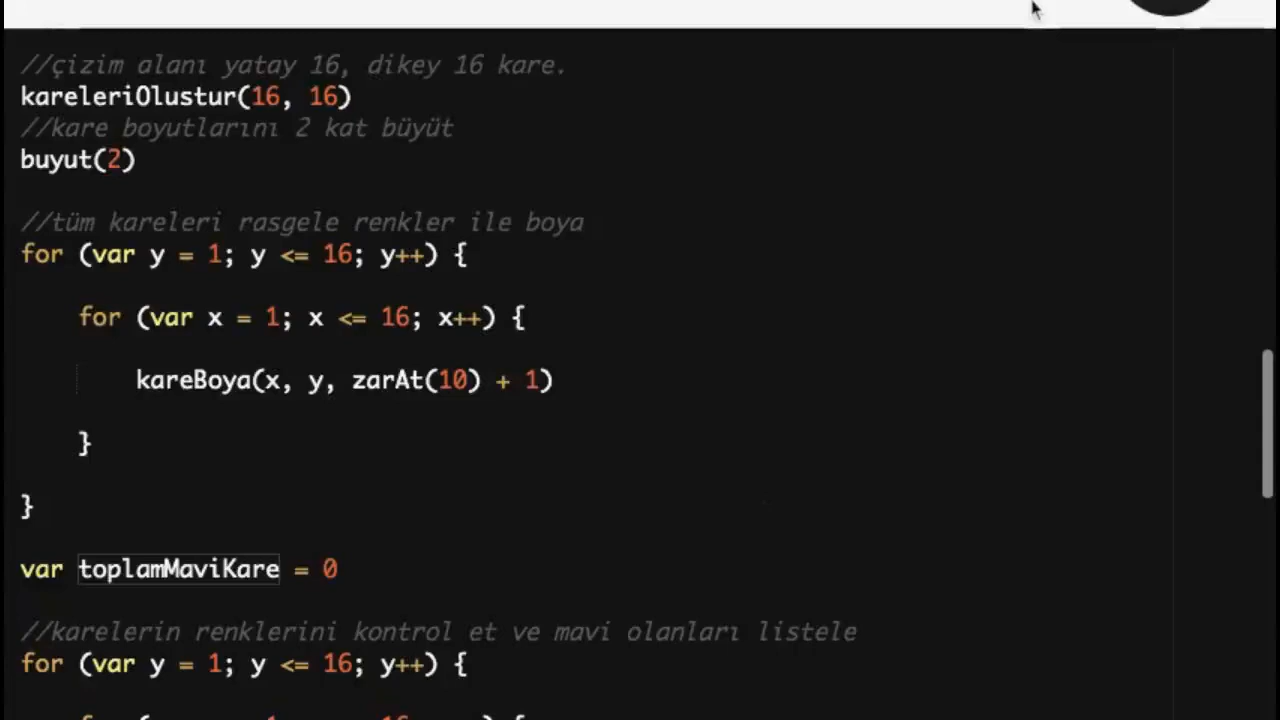 //çizim alanı yatay 16, dikey 16 kare.
kareleriOlustur(16, 16)
//kare boyutlarını 2 kat büyüt
buyut(2)
//tüm kareleri rasgele renkler ile boya
for (var y = 1; y <= 16; y++) {
for (var x = 1; x <= 16; x++) {
kareBoya(x, y, zarAt(10) + 1)
}
}
var toplamMaviKare = 0
//karelerin renklerini kontrol et ve mavi olanları listele
for (var y = 1; y <= 16; y++) {